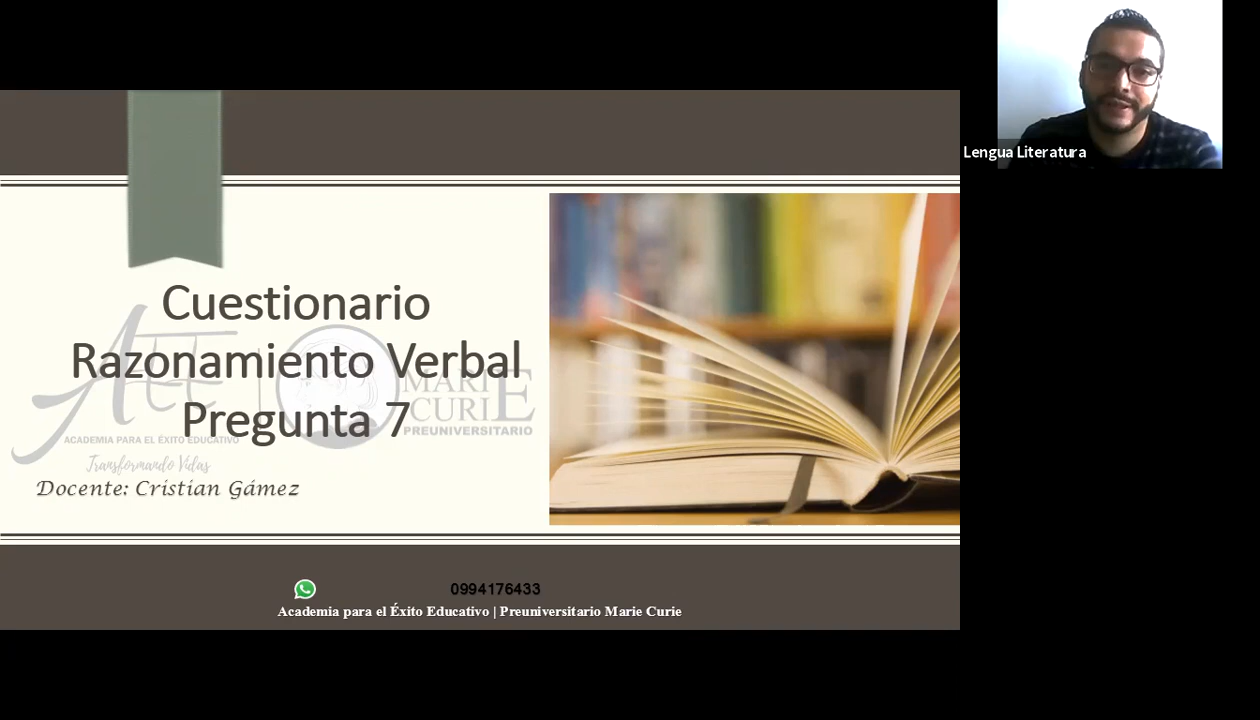 Lengua Literatura
Cuestionario
Razonamiento Verbal
Pregunta 7
AEE
MARIE
CURIE
PREUNIVERSITARIO
ACADEMIA PARA EL ÉXITO EDUCATIVO
Transformando Vidas
Docente: Cristian Gámez
0994176433
Academia para el Éxito Educativo | Preuniversitario Marie Curie